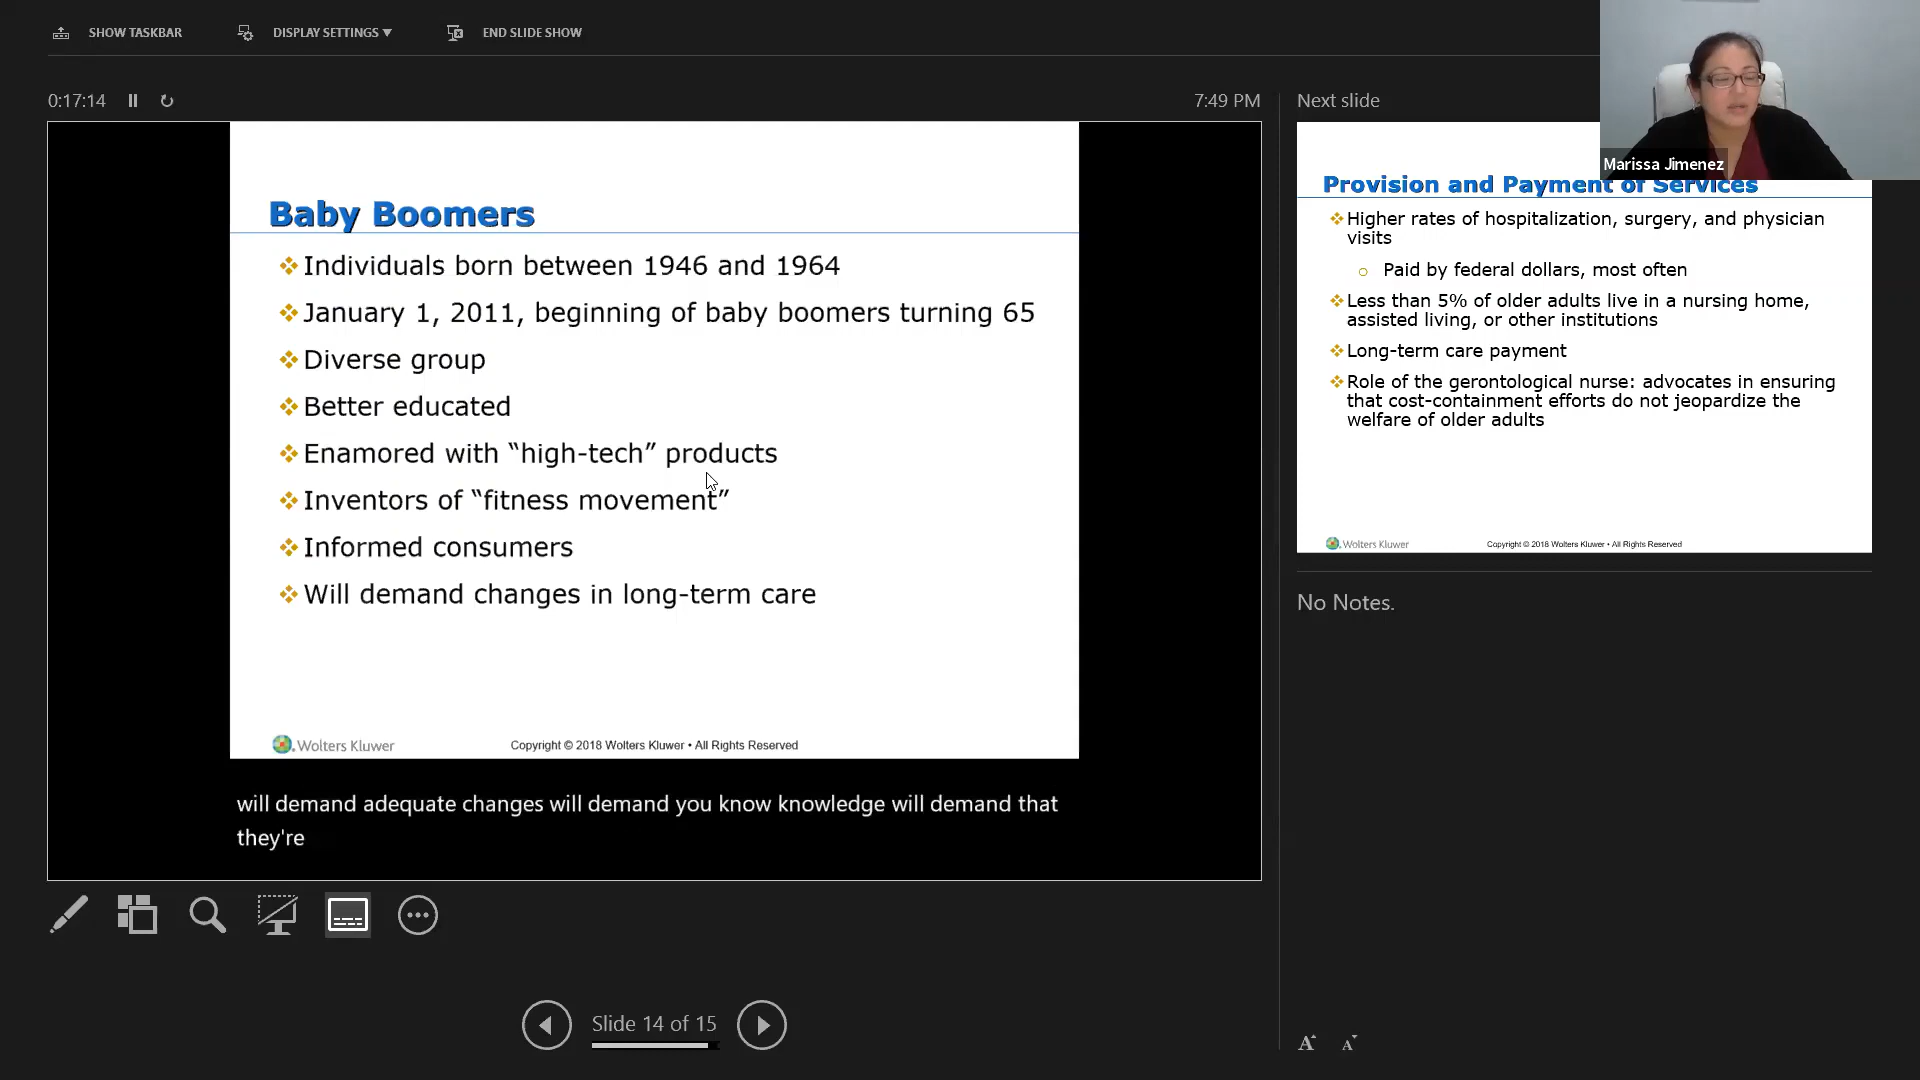 SHOW TASKBAR
DISPLAY SETTINGS ▼
END SLIDE SHOW
0:17:14
7:49 PM
Baby Boomers
Individuals born between 1946 and 1964
January 1, 2011, beginning of baby boomers turning 65
Diverse group
Better educated
Enamored with “high-tech” products
Inventors of “fitness movement”
Informed consumers
Will demand changes in long-term care
Wolters Kluwer
Copyright © 2018 Wolters Kluwer • All Rights Reserved
will demand adequate changes will demand you know knowledge will demand that
they're
Slide 14 of 15
Next slide
Marissa Jimenez
Provision and Payment of Services
Higher rates of hospitalization, surgery, and physician
visits
Paid by federal dollars, most often
Less than 5% of older adults live in a nursing home,
assisted living, or other institutions
Long-term care payment
Role of the gerontological nurse: advocates in ensuring
that cost-containment efforts do not jeopardize the
welfare of older adults
Wolters Kluwer
Copyright © 2018 Wolters Kluwer • All Rights Reserved
No Notes.
A A